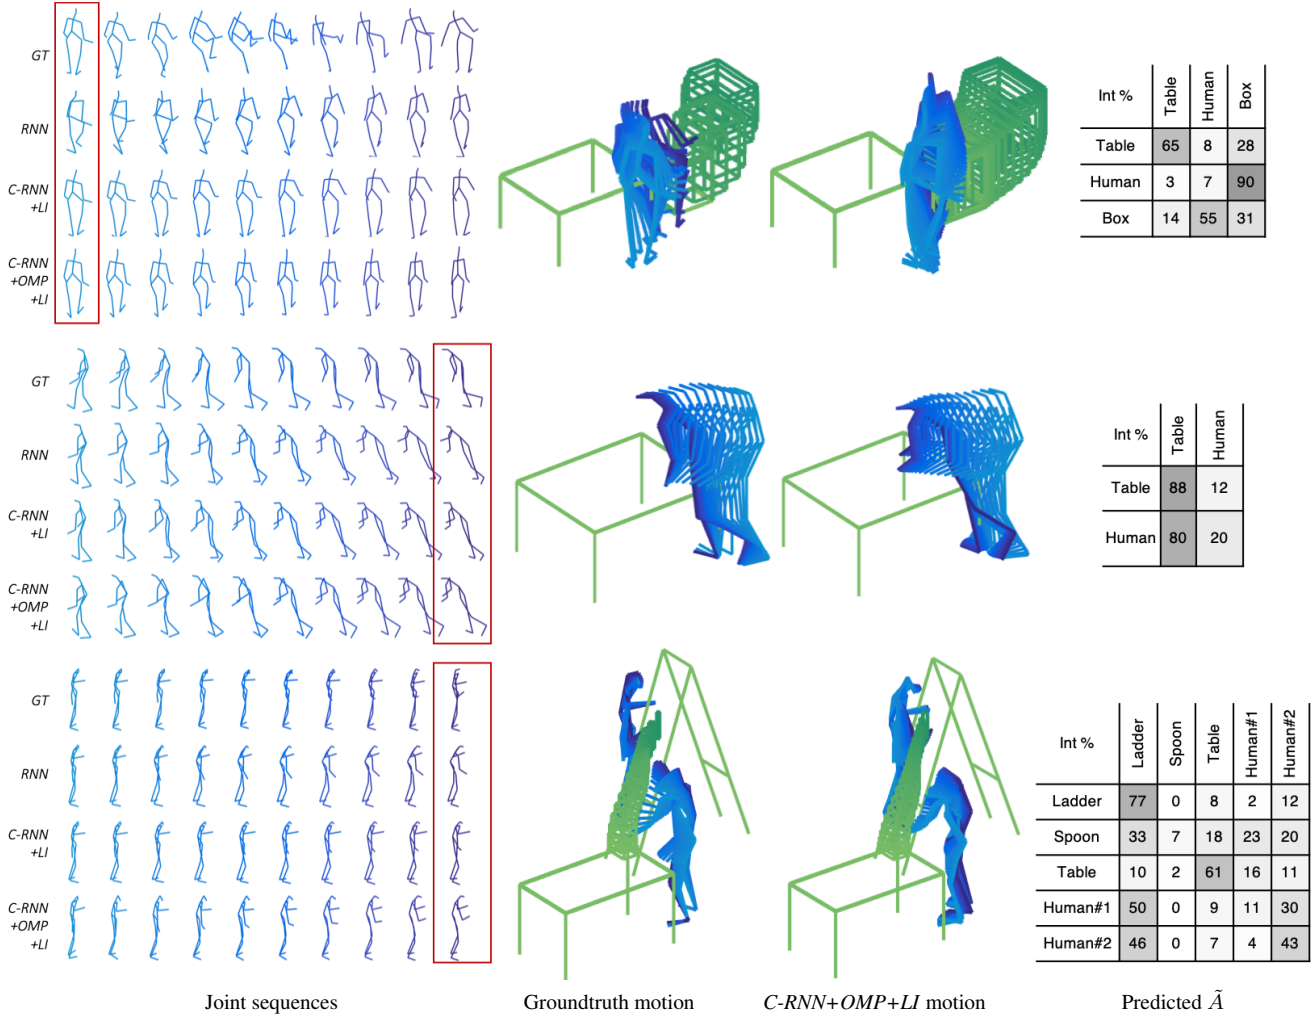 GT
RNN
C-RNN
+LI
C-RNN
+OMP
+LI
Int % Table Human Box
Table 65 8 28
Human 3 7 90
Box 14 55 31
GT
RNN
C-RNN
+LI
C-RNN
+OMP
+LI
Int % Table Human
Table 88 12
Human 80 20
GT
RNN
C-RNN
+LI
C-RNN
+OMP
+LI
Int % Ladder Spoon Table Human#1 Human#2
Ladder 77 0 8 2 12
Spoon 33 7 18 23 20
Table 10 2 61 16 11
Human#1 50 0 9 11 30
Human#2 46 0 7 4 43
Joint sequences Groundtruth motion C-RNN+OMP+LI motion Predicted Ã